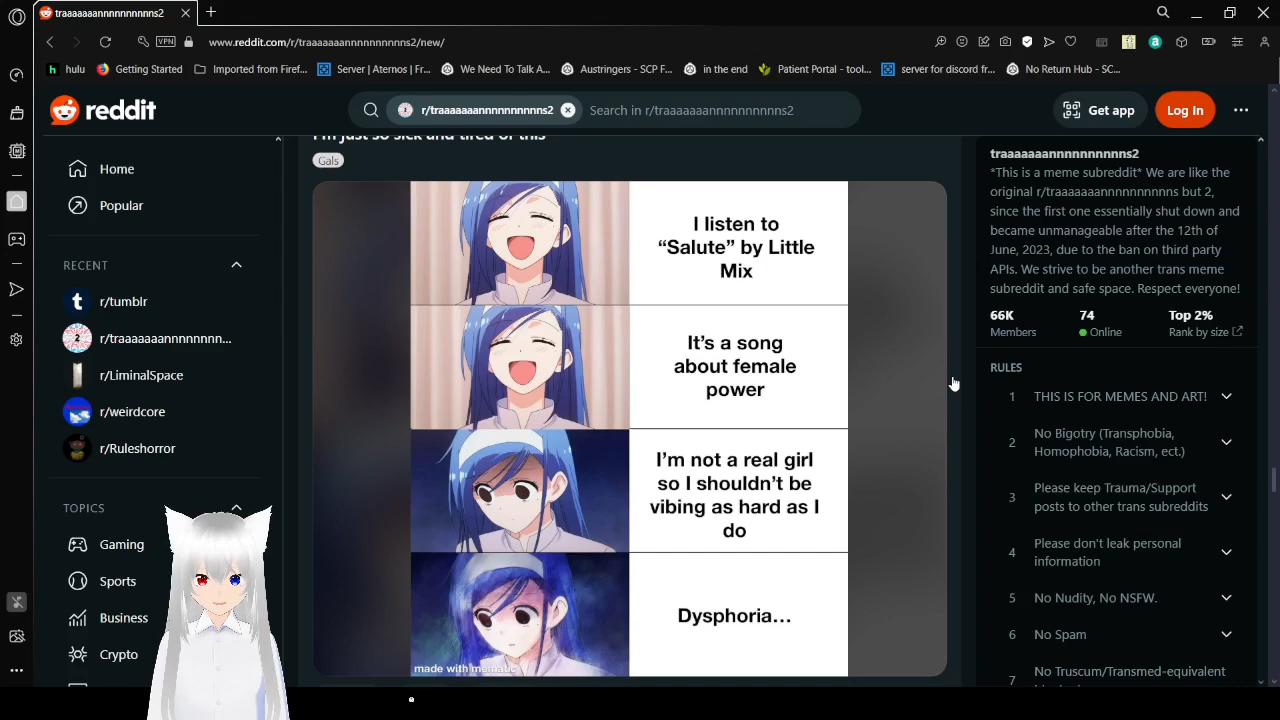 traaaaaaannnnnnnnnns2
VPN
www.reddit.com/r/traaaaaaannnnnnnnnns2/new/
hulu
Getting Started
Imported from Firef...
Server | Aternos | Fr...
We Need To Talk A...
Austringers - SCP F...
in the end
Patient Portal - tool...
server for discord fr...
No Return Hub - SC...
reddit
r/traaaaaaannnnnnnnnns2
Search in r/traaaaaaannnnnnnnnns2
Get app
Log In
Home
Popular
RECENT
r/tumblr
r/traaaaaaannnnnnn...
r/LiminalSpace
r/weirdcore
r/Ruleshorror
TOPICS
Gaming
Sports
Business
Crypto
I'm just so sick and tired of this
Gals
I listen to
“Salute” by Little
Mix
It’s a song
about female
power
I’m not a real girl
so I shouldn’t be
vibing as hard as I
do
Dysphoria...
made with mematic
traaaaaaannnnnnnnnns2
*This is a meme subreddit* We are like the
original r/traaaaaaannnnnnnnnns but 2,
since the first one essentially shut down and
became unmanageable after the 12th of
June, 2023, due to the ban on third party
APIs. We strive to be another trans meme
subreddit and safe space. Respect everyone!
66K
Members
74
Online
Top 2%
Rank by size
RULES
1 THIS IS FOR MEMES AND ART!
2 No Bigotry (Transphobia,
Homophobia, Racism, ect.)
3 Please keep Trauma/Support
posts to other trans subreddits
4 Please don't leak personal
information
5 No Nudity, No NSFW.
6 No Spam
7 No Truscum/Transmed-equivalent